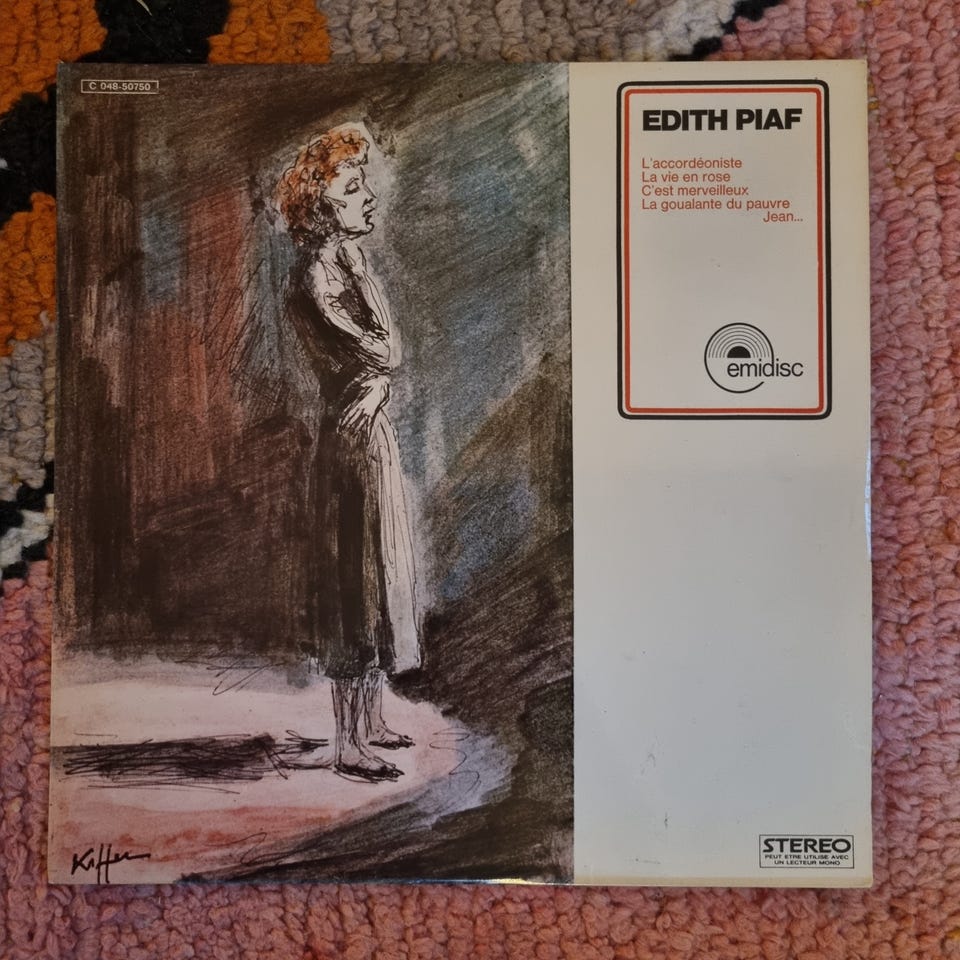 C 048-50750
EDITH PIAF
L'accordéoniste
La vie en rose
C'est merveilleux
La goualante du pauvre
Jean...
emidisc
Kiffer
STEREO
PEUT ETRE UTILISE AVEC
UN LECTEUR MONO